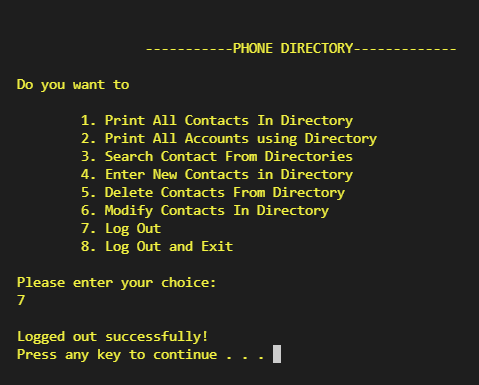 -----------PHONE DIRECTORY-------------
Do you want to
1. Print All Contacts In Directory
2. Print All Accounts using Directory
3. Search Contact From Directories
4. Enter New Contacts in Directory
5. Delete Contacts From Directory
6. Modify Contacts In Directory
7. Log Out
8. Log Out and Exit
Please enter your choice:
7
Logged out successfully!
Press any key to continue . . .